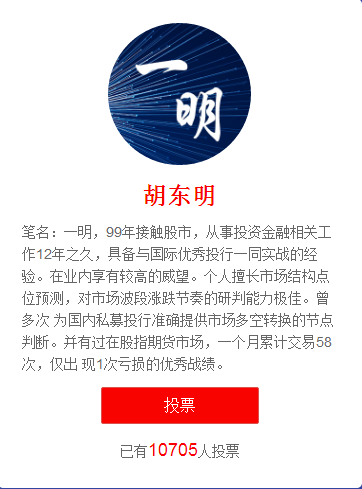 一明
胡东明
笔名：一明，99年接触股市，从事投资金融相关工
作12年之久，具备与国际优秀投行一同实战的经
验。在业内享有较高的威望。个人擅长市场结构点
位预测，对市场波段涨跌节奏的研判能力极佳。曾
多次 为国内私募投行准确提供市场多空转换的节点
判断。并有过在股指期货市场，一个月累计交易58
次，仅出 现1次亏损的优秀战绩。
投票
已有10705人投票